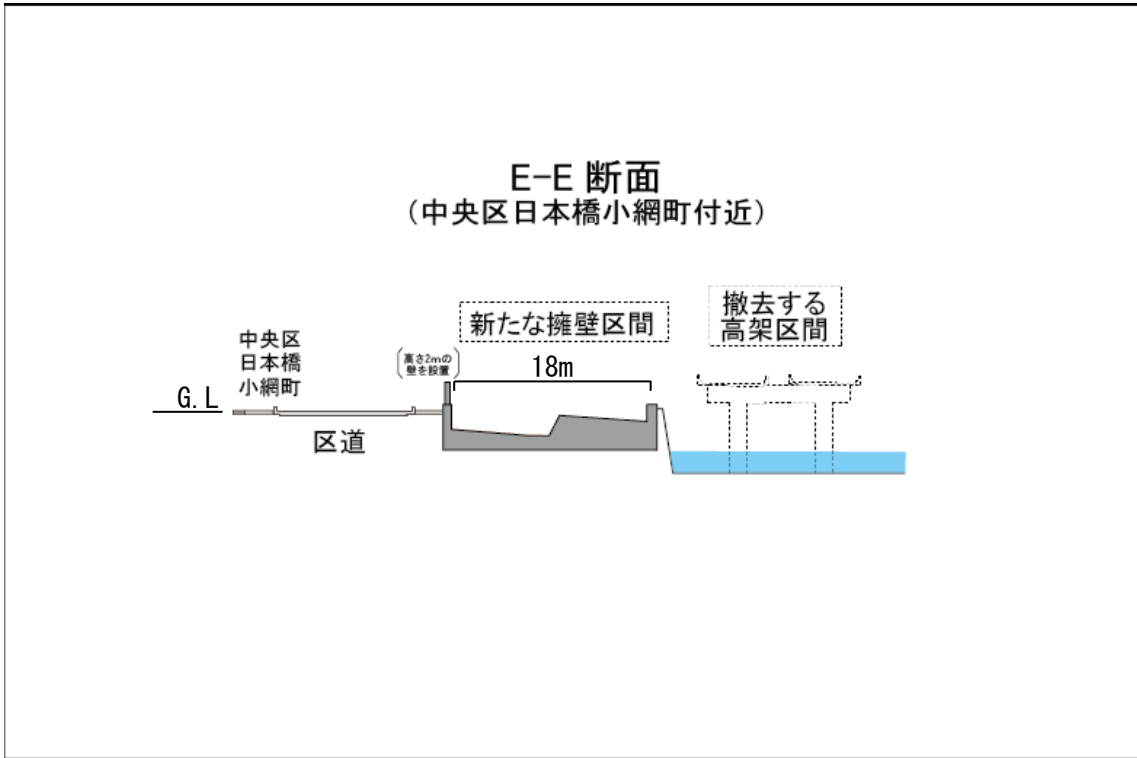 E-E 断面
（中央区日本橋小網町付近）
新たな擁壁区間
撤去する
高架区間
中央区
日本橋
小網町
高さ2mの
壁を設置
18m
G.L
区道